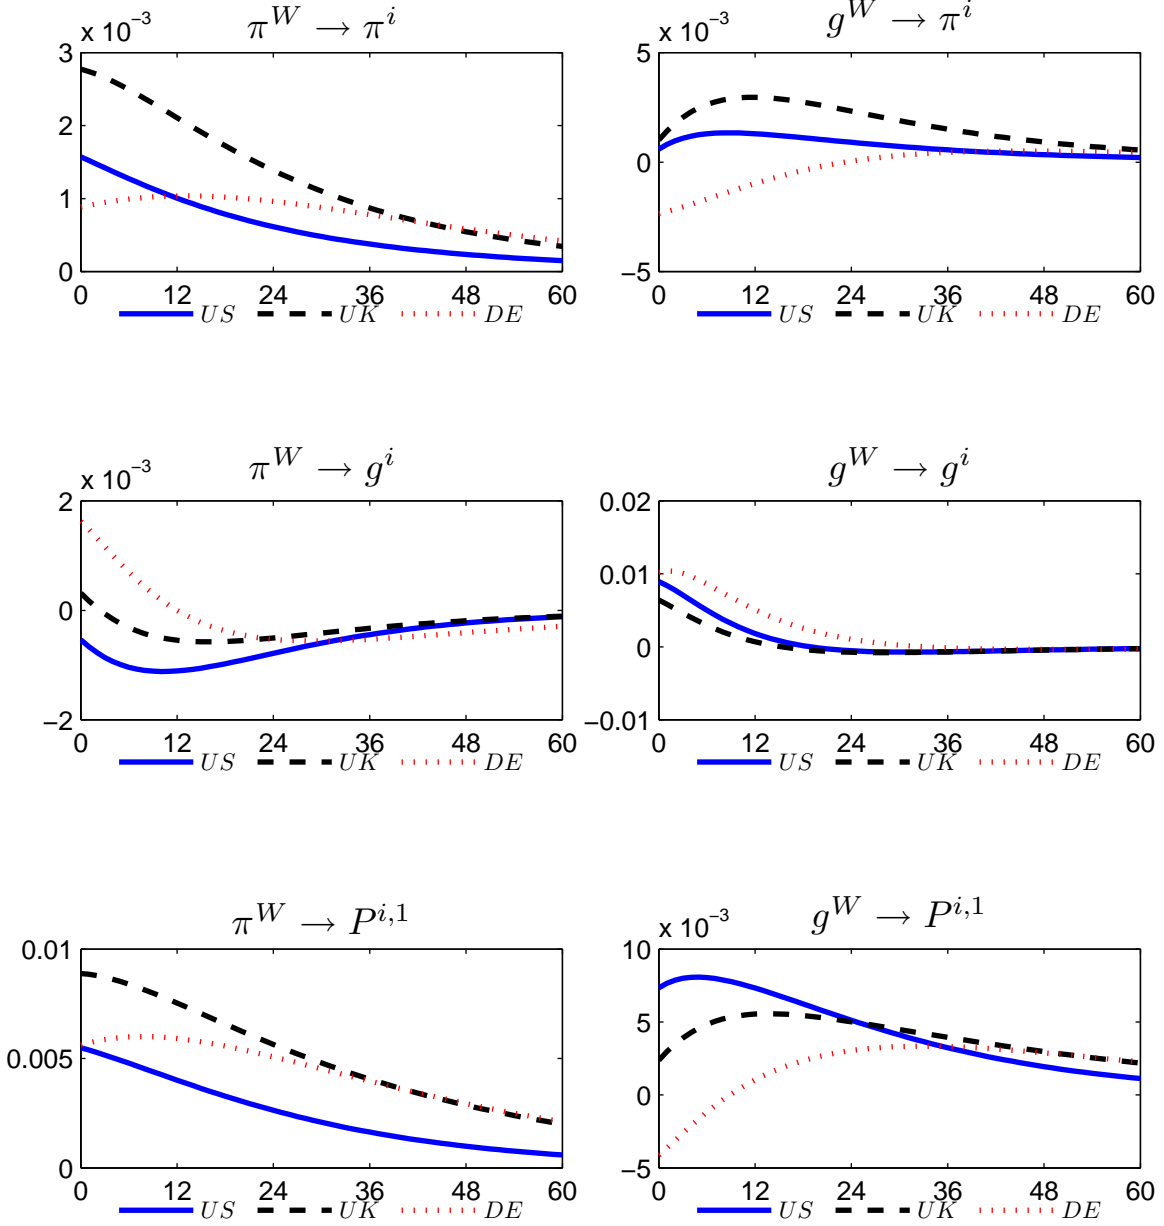 x 10⁻³ π^W → π^i
3
2
1
0
0 12 24 36 48 60
US UK DE
x 10⁻³ g^W → π^i
5
0
−5
0 12 24 36 48 60
US UK DE
x 10⁻³ π^W → g^i
2
0
−2
0 12 24 36 48 60
US UK DE
g^W → g^i
0.02
0.01
0
−0.01
0 12 24 36 48 60
US UK DE
π^W → P^{i,1}
0.01
0.005
0
0 12 24 36 48 60
US UK DE
x 10⁻³ g^W → P^{i,1}
10
5
0
−5
0 12 24 36 48 60
US UK DE